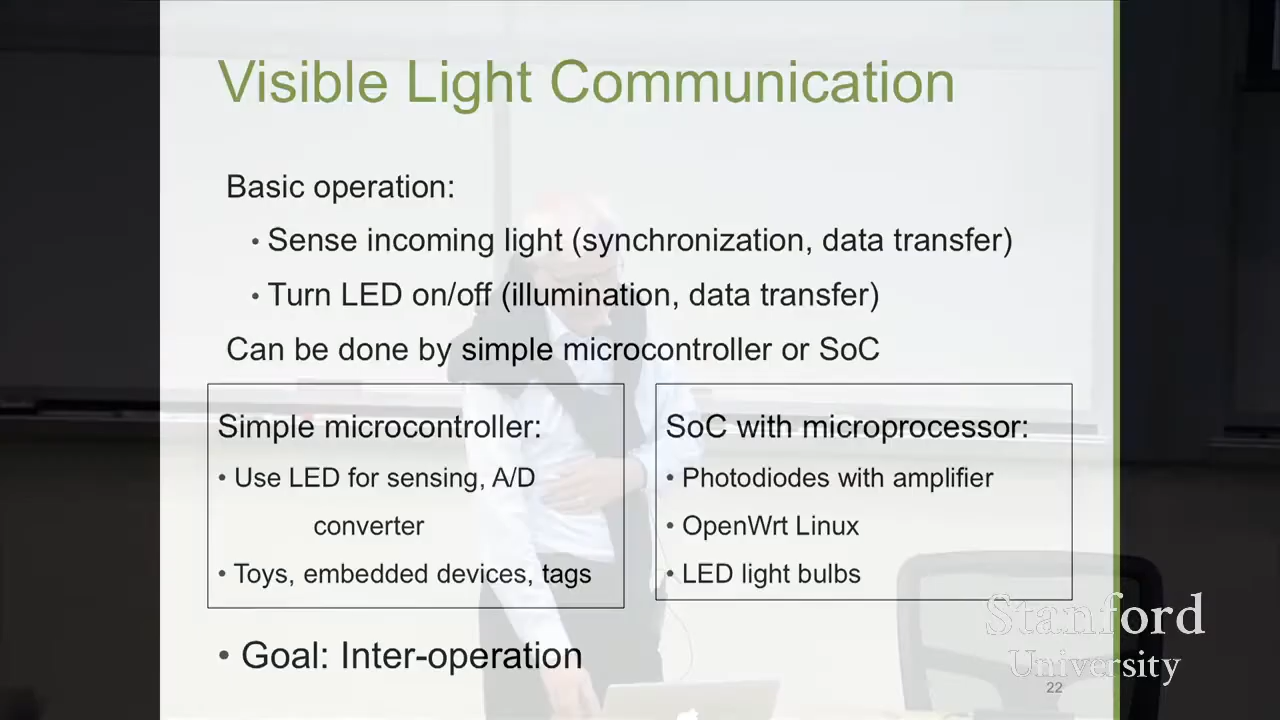 Visible Light Communication
Basic operation:
• Sense incoming light (synchronization, data transfer)
• Turn LED on/off (illumination, data transfer)
Can be done by simple microcontroller or SoC
Simple microcontroller:
• Use LED for sensing, A/D
converter
• Toys, embedded devices, tags
SoC with microprocessor:
• Photodiodes with amplifier
• OpenWrt Linux
• LED light bulbs
• Goal: Inter-operation
Stanford
University
22